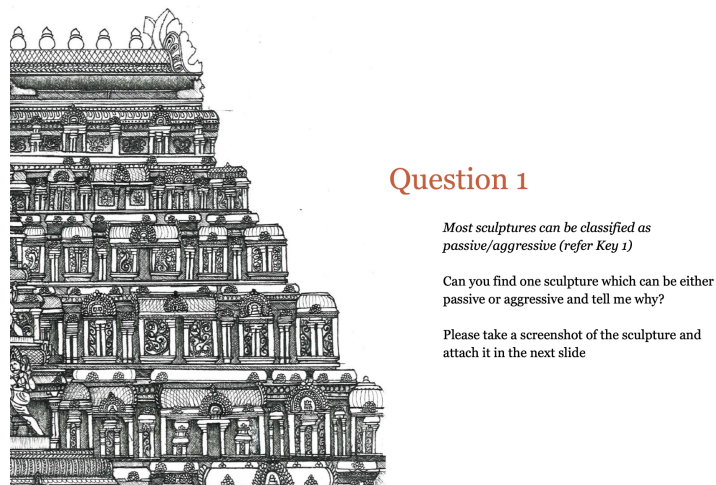 Question 1
Most sculptures can be classified as
passive/aggressive (refer Key 1)
Can you find one sculpture which can be either
passive or aggressive and tell me why?
Please take a screenshot of the sculpture and
attach it in the next slide